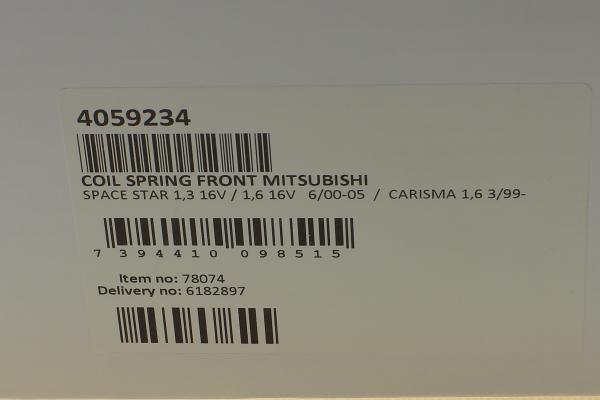 4059234
COIL SPRING FRONT MITSUBISHI
SPACE STAR 1,3 16V / 1,6 16V 6/00-05 / CARISMA 1,6 3/99-
7 394410 098515
Item no: 78074
Delivery no: 6182897